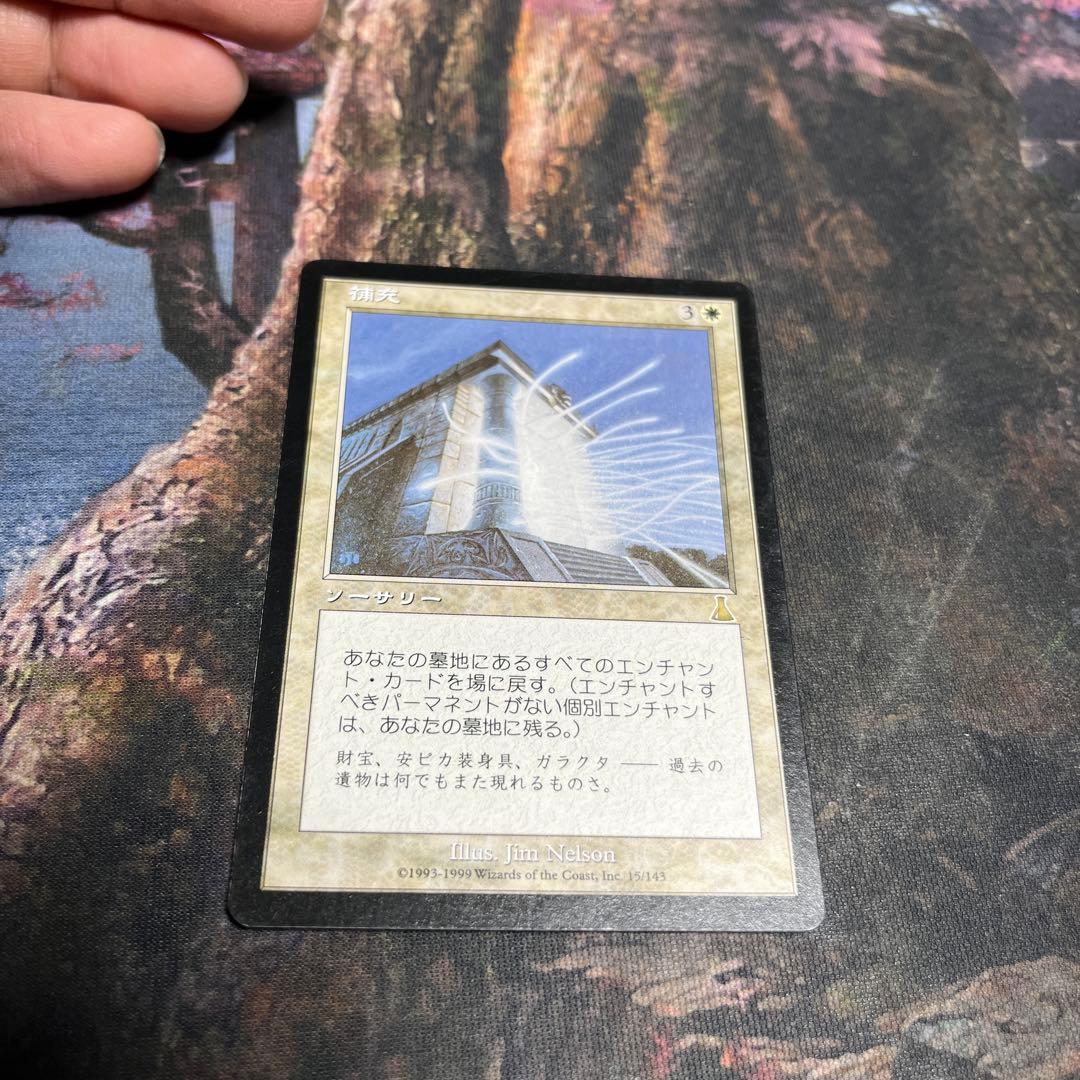 補充
3
ソーサリー
あなたの墓地にあるすべてのエンチャン
ト・カードを場に戻す。（エンチャントす
べきパーマネントがない個別エンチャント
は、あなたの墓地に残る。）
財宝、安ピカ装身具、ガラクタ ―― 過去の
遺物は何でもまた現れるものさ。
Illus. Jim Nelson
©1993-1999 Wizards of the Coast, Inc. 15/143